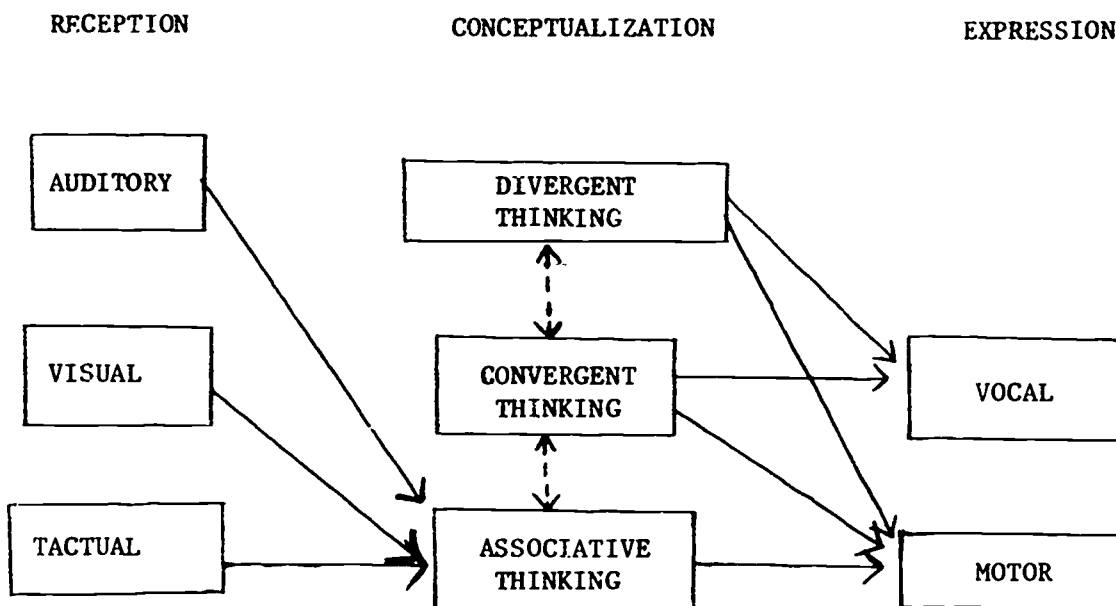 RECEPTION CONCEPTUALIZATION EXPRESSION
AUDITORY
DIVERGENT
THINKING
VISUAL
CONVERGENT
THINKING
VOCAL
TACTUAL
ASSOCIATIVE
THINKING
MOTOR